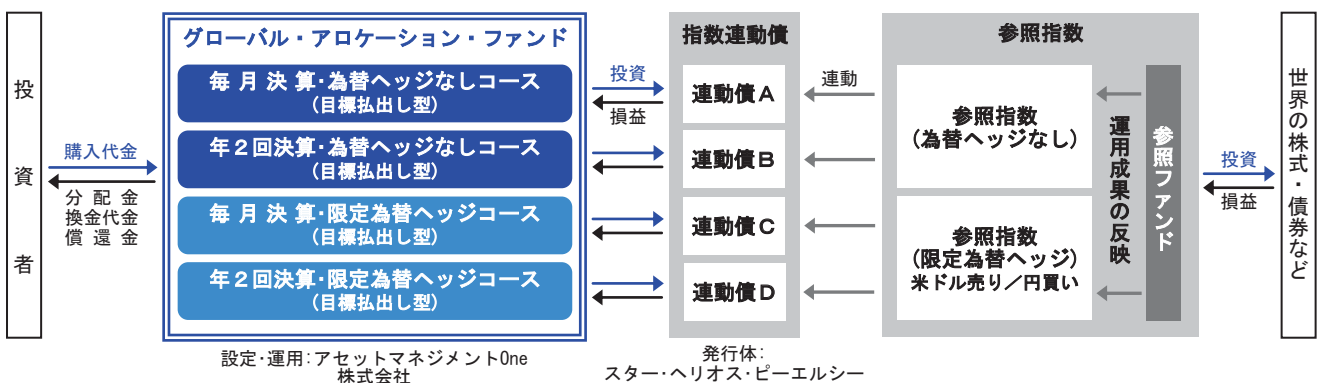 投資者
購入代金
分配金
換金代金
償還金
グローバル・アロケーション・ファンド
毎月決算・為替ヘッジなしコース
(目標払出し型)
年2回決算・為替ヘッジなしコース
(目標払出し型)
毎月決算・限定為替ヘッジコース
(目標払出し型)
年2回決算・限定為替ヘッジコース
(目標払出し型)
設定・運用:アセットマネジメントOne
株式会社
投資
損益
指数連動債
連動債A
連動債B
連動債C
連動債D
発行体:
スター・ヘリオス・ピーエルシー
連動
参照指数
参照指数
(為替ヘッジなし)
参照指数
(限定為替ヘッジ)
米ドル売り/円買い
運用成果の反映
参照ファンド
投資
損益
世界の株式・債券など